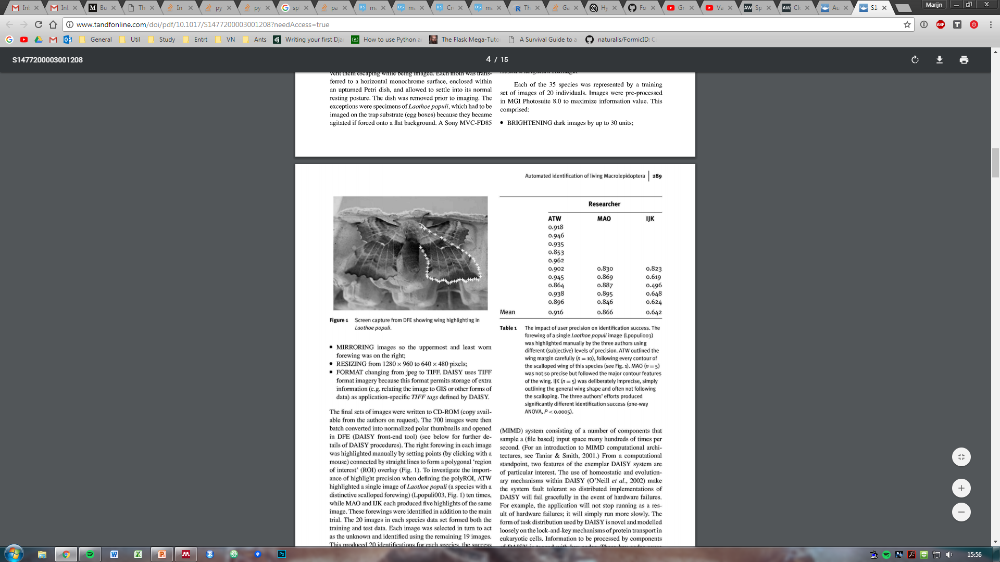 Inl
Inl
Bu
Th
In
py
py
sp
pa
ma
ma
Cr
ma
Th
Ga
Hy
Fo
Gr
Va
Sp
Cl
Au
S1
Marijn
www.tandfonline.com/doi/pdf/10.1017/S1477200003001208?needAccess=true
General
Util
Study
Entrt
VN
Ants
Writing your first Dja
How to use Python a
The Flask Mega-Tuto
A Survival Guide to a
naturalis/FormicID: C
S1477200003001208
4 / 15
vent them escaping while being imaged. Each moth was trans-
ferred to a horizontal monochrome surface, enclosed within
an upturned Petri dish, and allowed to settle into its normal
resting posture. The dish was removed prior to imaging. The
exceptions were specimens of Laothoe populi, which had to be
imaged on the trap substrate (egg boxes) because they became
agitated if forced onto a flat background. A Sony MVC-FD85
Each of the 35 species was represented by a training
set of images of 20 individuals. Images were pre-processed
in MGI Photosuite 8.0 to maximize information value. This
comprised:
• BRIGHTENING dark images by up to 30 units;
Automated identification of living Macrolepidoptera 289
Figure 1 Screen capture from DFE showing wing highlighting in
Laothoe populi.
• MIRRORING images so the uppermost and least worn
forewing was on the right;
• RESIZING from 1280 × 960 to 640 × 480 pixels;
• FORMAT changing from jpeg to TIFF. DAISY uses TIFF
format imagery because this format permits storage of extra
information (e.g. relating the image to GIS or other forms of
data) as application-specific TIFF tags defined by DAISY.
The final sets of images were written to CD-ROM (copy avail-
able from the authors on request). The 700 images were then
batch converted into normalized polar thumbnails and opened
in DFE (DAISY front-end tool) (see below for further de-
tails of DAISY procedures). The right forewing in each image
was highlighted manually by setting points (by clicking with a
mouse) connected by straight lines to form a polygonal 'region
of interest' (ROI) overlay (Fig. 1). To investigate the import-
ance of highlight precision when defining the polyROI, ATW
highlighted a single image of Laothoe populi (a species with a
distinctive scalloped forewing) (Lpopuli003, Fig. 1) ten times,
while MAO and IJK each produced five highlights of the same
image. These forewings were identified in addition to the main
trial. The 20 images in each species data set formed both the
training and test data. Each image was selected in turn to act
as the unknown and identified using the remaining 19 images.
This produced 20 identifications for each species, the success
Researcher
ATW MAO IJK
0.918
0.946
0.935
0.853
0.962
0.902 0.830 0.823
0.945 0.869 0.619
0.864 0.887 0.496
0.938 0.895 0.648
0.896 0.846 0.624
Mean 0.916 0.866 0.642
Table 1 The impact of user precision on identification success. The
forewing of a single Laothoe populi image (Lpopuli003)
was highlighted manually by the three authors using
different (subjective) levels of precision. ATW outlined the
wing margin carefully (n = 10), following every contour of
the scalloped wing of this species (see Fig. 1). MAO (n = 5)
was not so precise but followed the major contour features
of the wing. IJK (n = 5) was deliberately imprecise, simply
outlining the general wing shape and often not following
the scalloping. The three authors' efforts produced
significantly different identification success (one-way
ANOVA, P < 0.0005).
(MIMD) system consisting of a number of components that
sample a (file based) input space many hundreds of times per
second. (For an introduction to MIMD computational archi-
tectures, see Taniar & Smith, 2001.) From a computational
standpoint, two features of the exemplar DAISY system are
of particular interest. The use of homeostatic and evolution-
ary mechanisms within DAISY (O'Neill et al., 2002) make
the system fault tolerant so distributed implementations of
DAISY will fail gracefully in the event of hardware failures.
For example, the application will not stop running as a res-
ult of hardware failures; it will simply run more slowly. The
form of task distribution used by DAISY is novel and modelled
loosely on the lock-and-key mechanisms of protein transport in
eukaryotic cells. Information to be processed by components
15:56